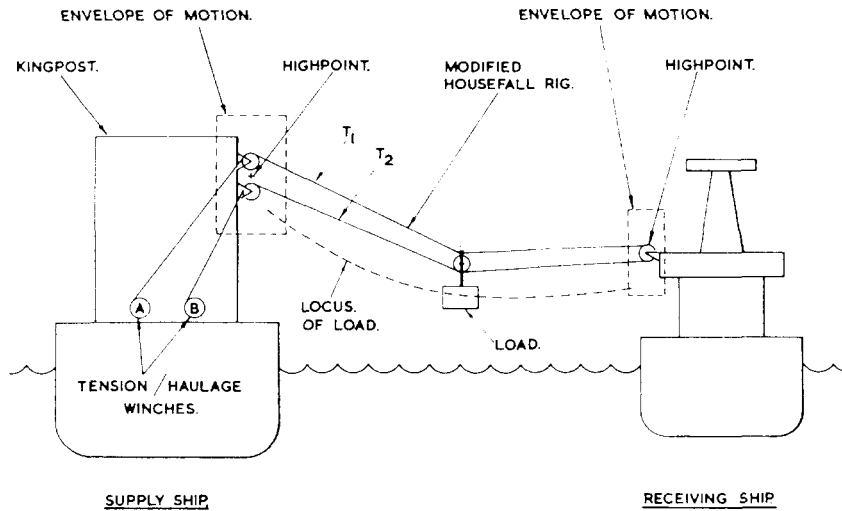 ENVELOPE OF MOTION.
ENVELOPE OF MOTION.
KINGPOST.
HIGHPOINT.
MODIFIED
HOUSEFALL RIG.
HIGHPOINT.
T1
T2
A
B
LOCUS.
OF LOAD.
LOAD.
TENSION / HAULAGE
WINCHES.
SUPPLY SHIP
RECEIVING SHIP